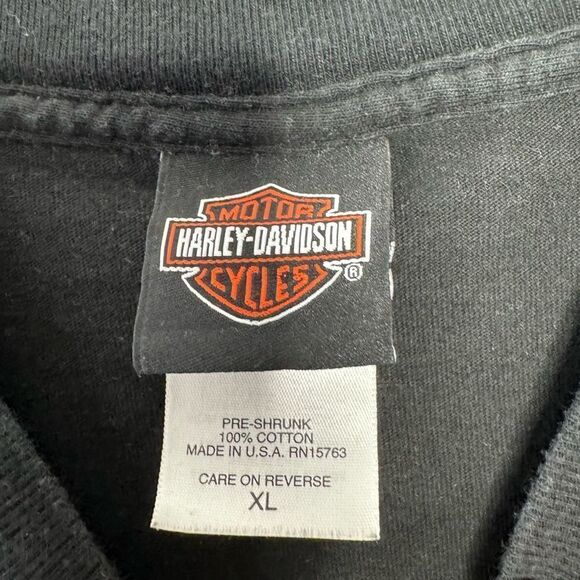 MOTOR
HARLEY-DAVIDSON
CYCLES
®
PRE-SHRUNK
100% COTTON
MADE IN U.S.A. RN15763
CARE ON REVERSE
XL